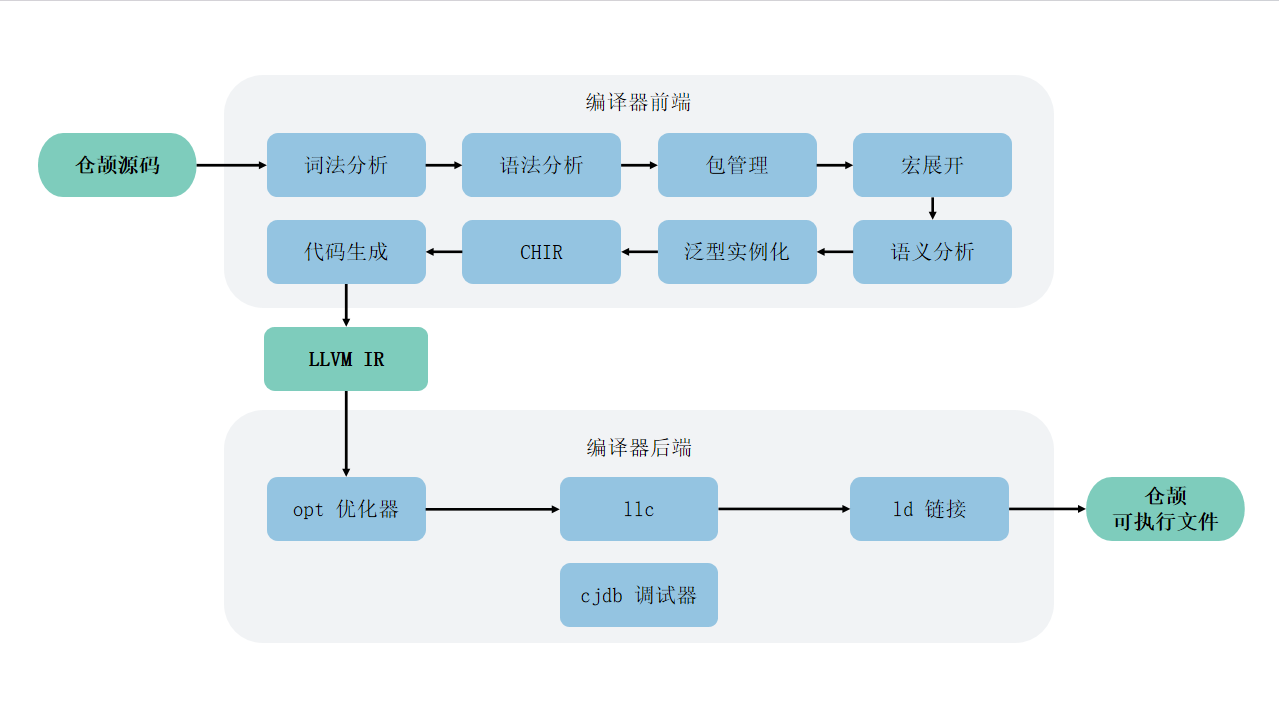 编译器前端
仓颉源码
词法分析
语法分析
包管理
宏展开
代码生成
CHIR
泛型实例化
语义分析
LLVM IR
编译器后端
opt 优化器
llc
ld 链接
仓颉
可执行文件
cjdb 调试器